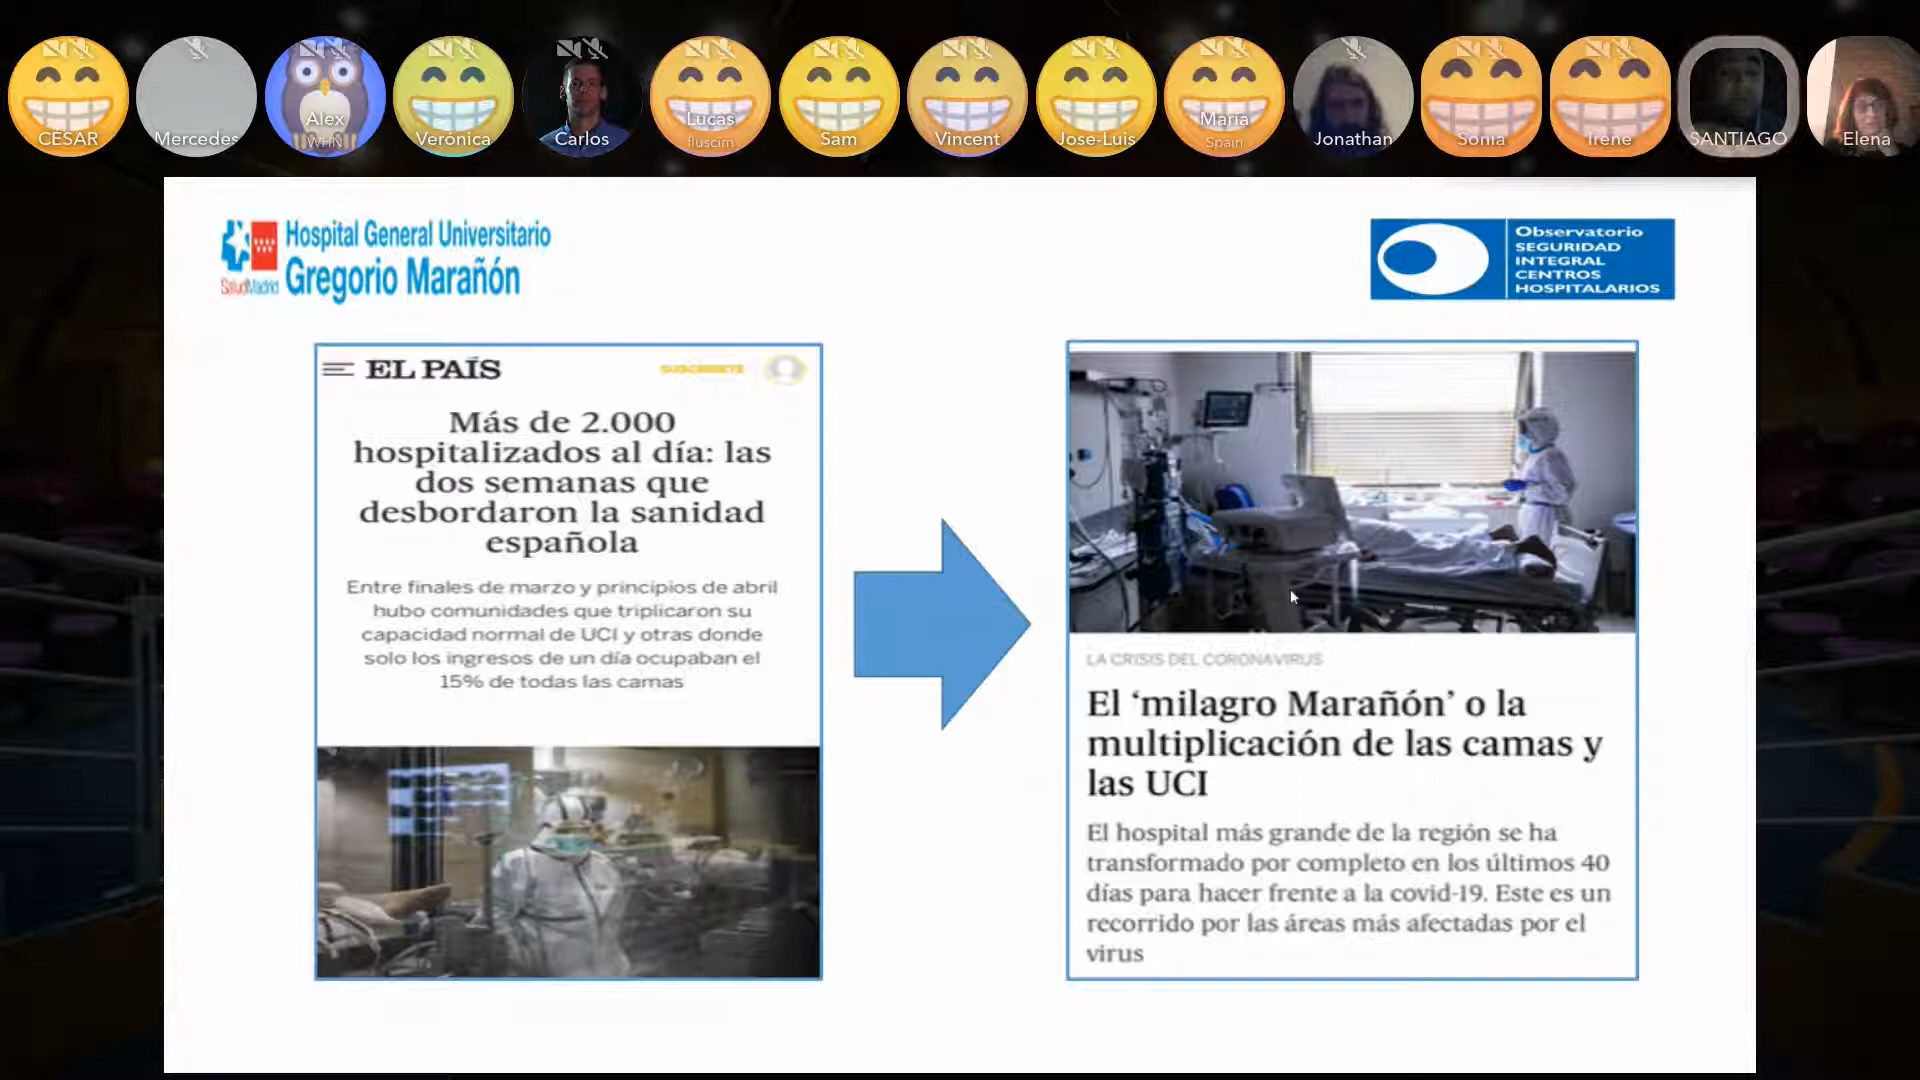 CÉSAR
Mercedes
Alex
WHN
Verónica
Carlos
Lucas
fluscim
Sam
Vincent
Jose-Luis
María
Spain
Jonathan
Sonia
Irene
SANTIAGO
Elena
SaludMadrid
Hospital General Universitario
Gregorio Marañón
Observatorio
SEGURIDAD
INTEGRAL
CENTROS
HOSPITALARIOS
EL PAÍS
SUSCRÍBETE
Más de 2.000
hospitalizados al día: las
dos semanas que
desbordaron la sanidad
española
Entre finales de marzo y principios de abril
hubo comunidades que triplicaron su
capacidad normal de UCI y otras donde
solo los ingresos de un día ocupaban el
15% de todas las camas
LA CRISIS DEL CORONAVIRUS
El ‘milagro Marañón’ o la
multiplicación de las camas y
las UCI
El hospital más grande de la región se ha
transformado por completo en los últimos 40
días para hacer frente a la covid-19. Este es un
recorrido por las áreas más afectadas por el
virus